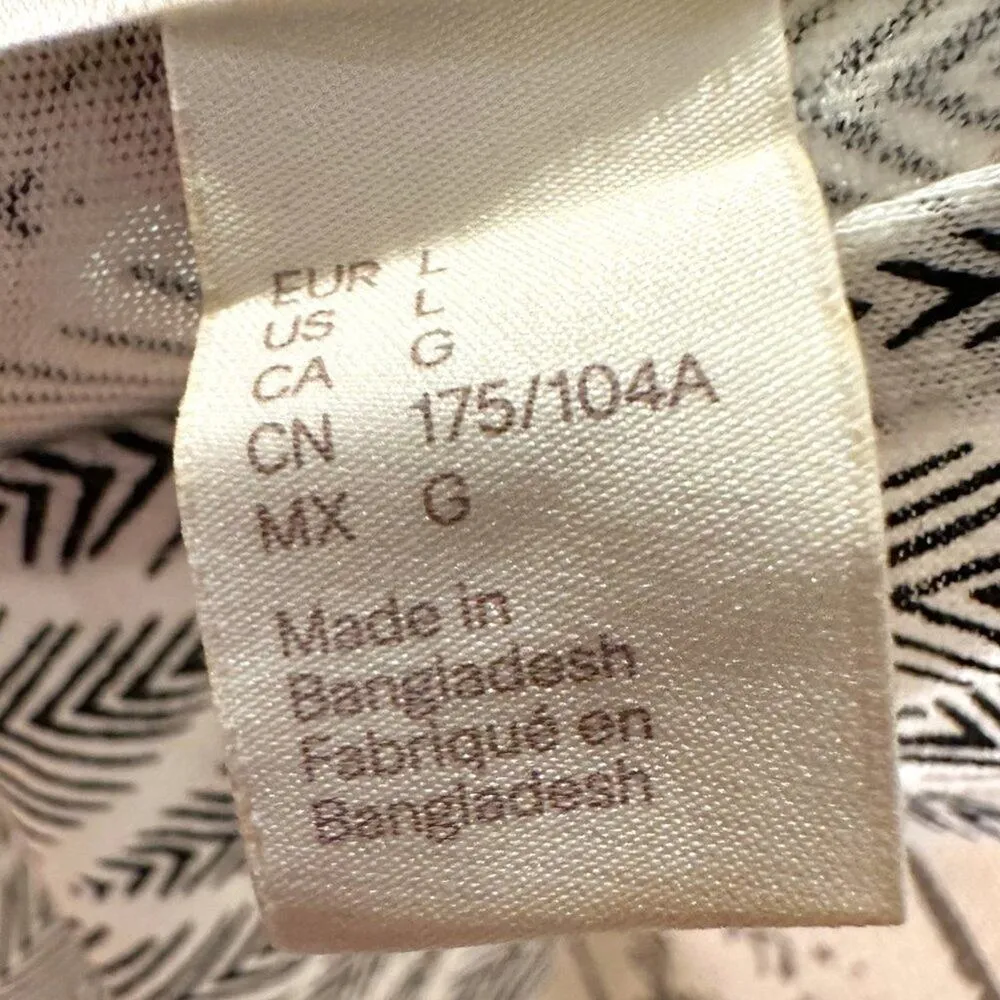 EUR L
US L
CA G
CN 175/104A
MX G
Made in
Bangladesh
Fabriqué en
Bangladesh